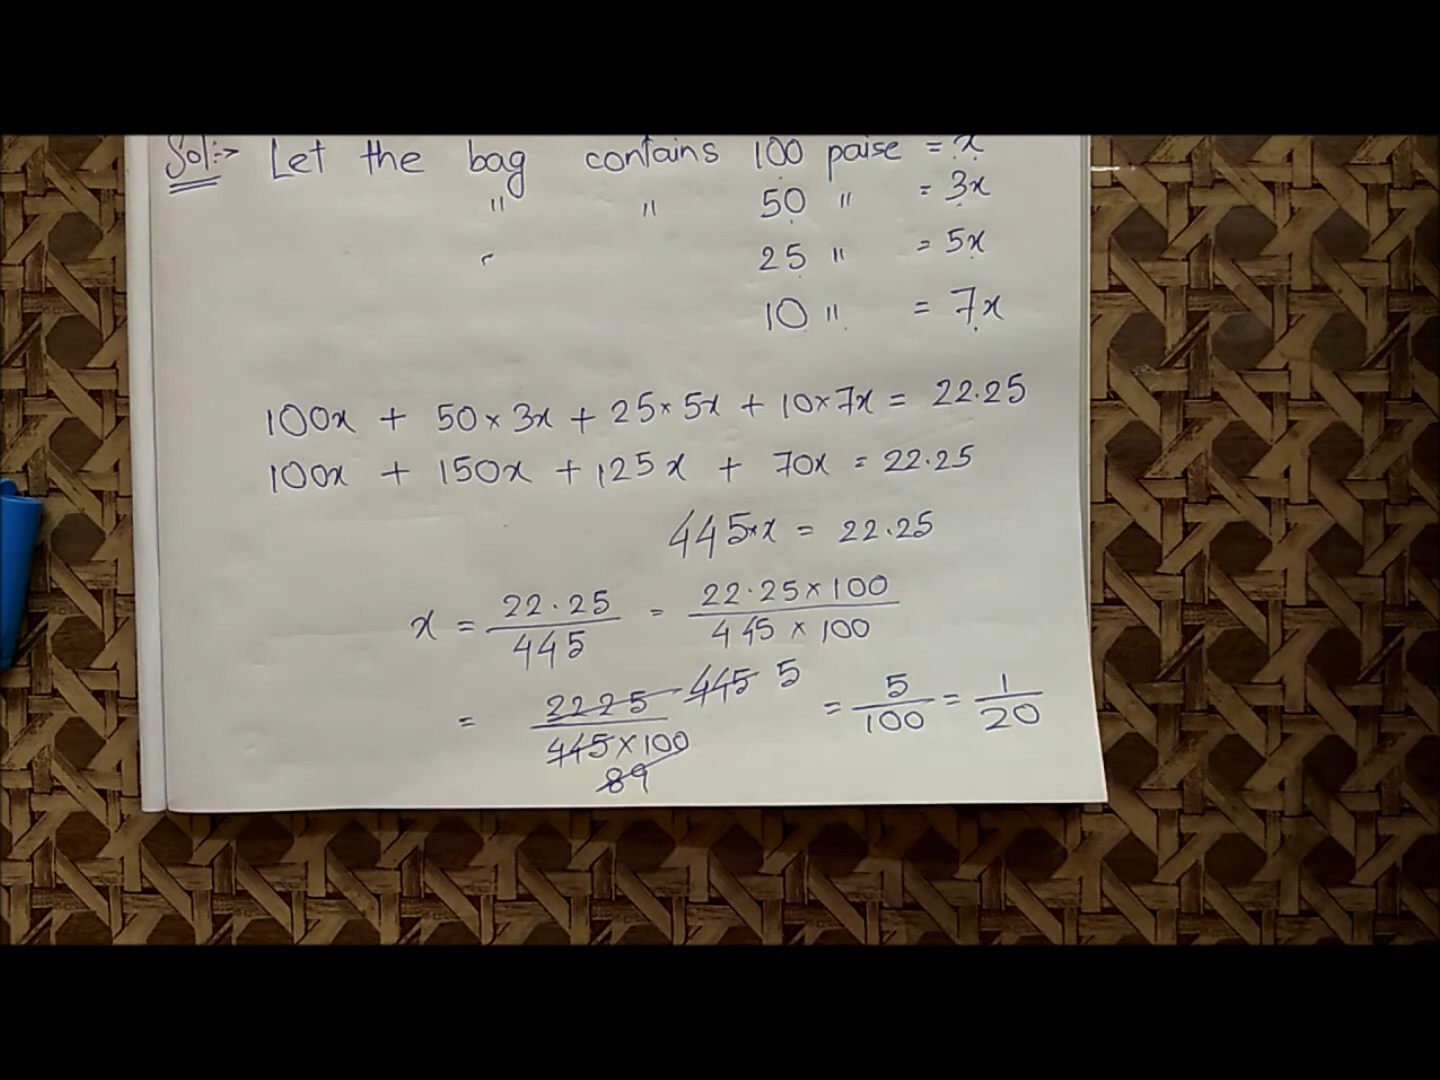 Sol:-> Let the bag contains 100 paise = x
" " 50 " = 3x
" 25 " = 5x
10 " = 7x
100x + 50 × 3x + 25 × 5x + 10 × 7x = 22.25
100x + 150x + 125x + 70x = 22.25
445x = 22.25
x = 22.25 / 445 = 22.25 × 100 / 445 × 100
= 2225 / 445 × 100 445 5 89 = 5 / 100 = 1 / 20